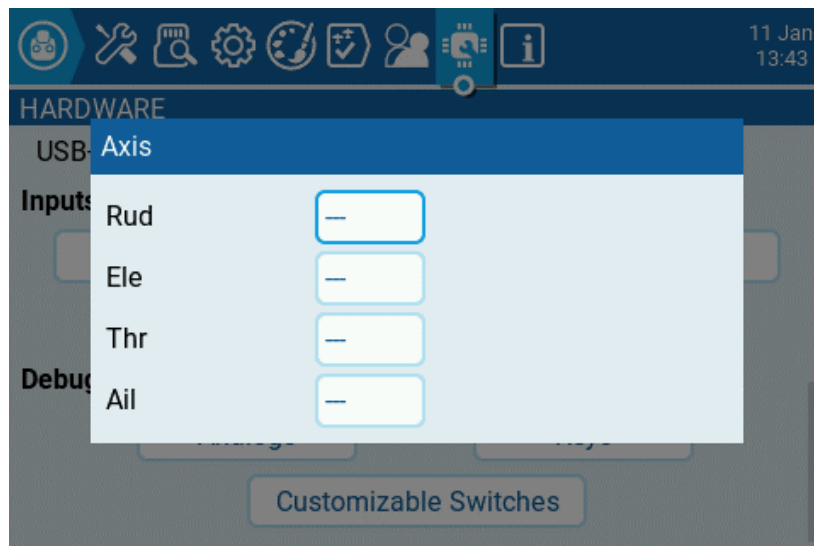 11 Jan
13:43
HARDWARE
USB-
Axis
Inputs
Rud
---
Ele
---
Thr
---
Debug
Ail
---
Customizable Switches